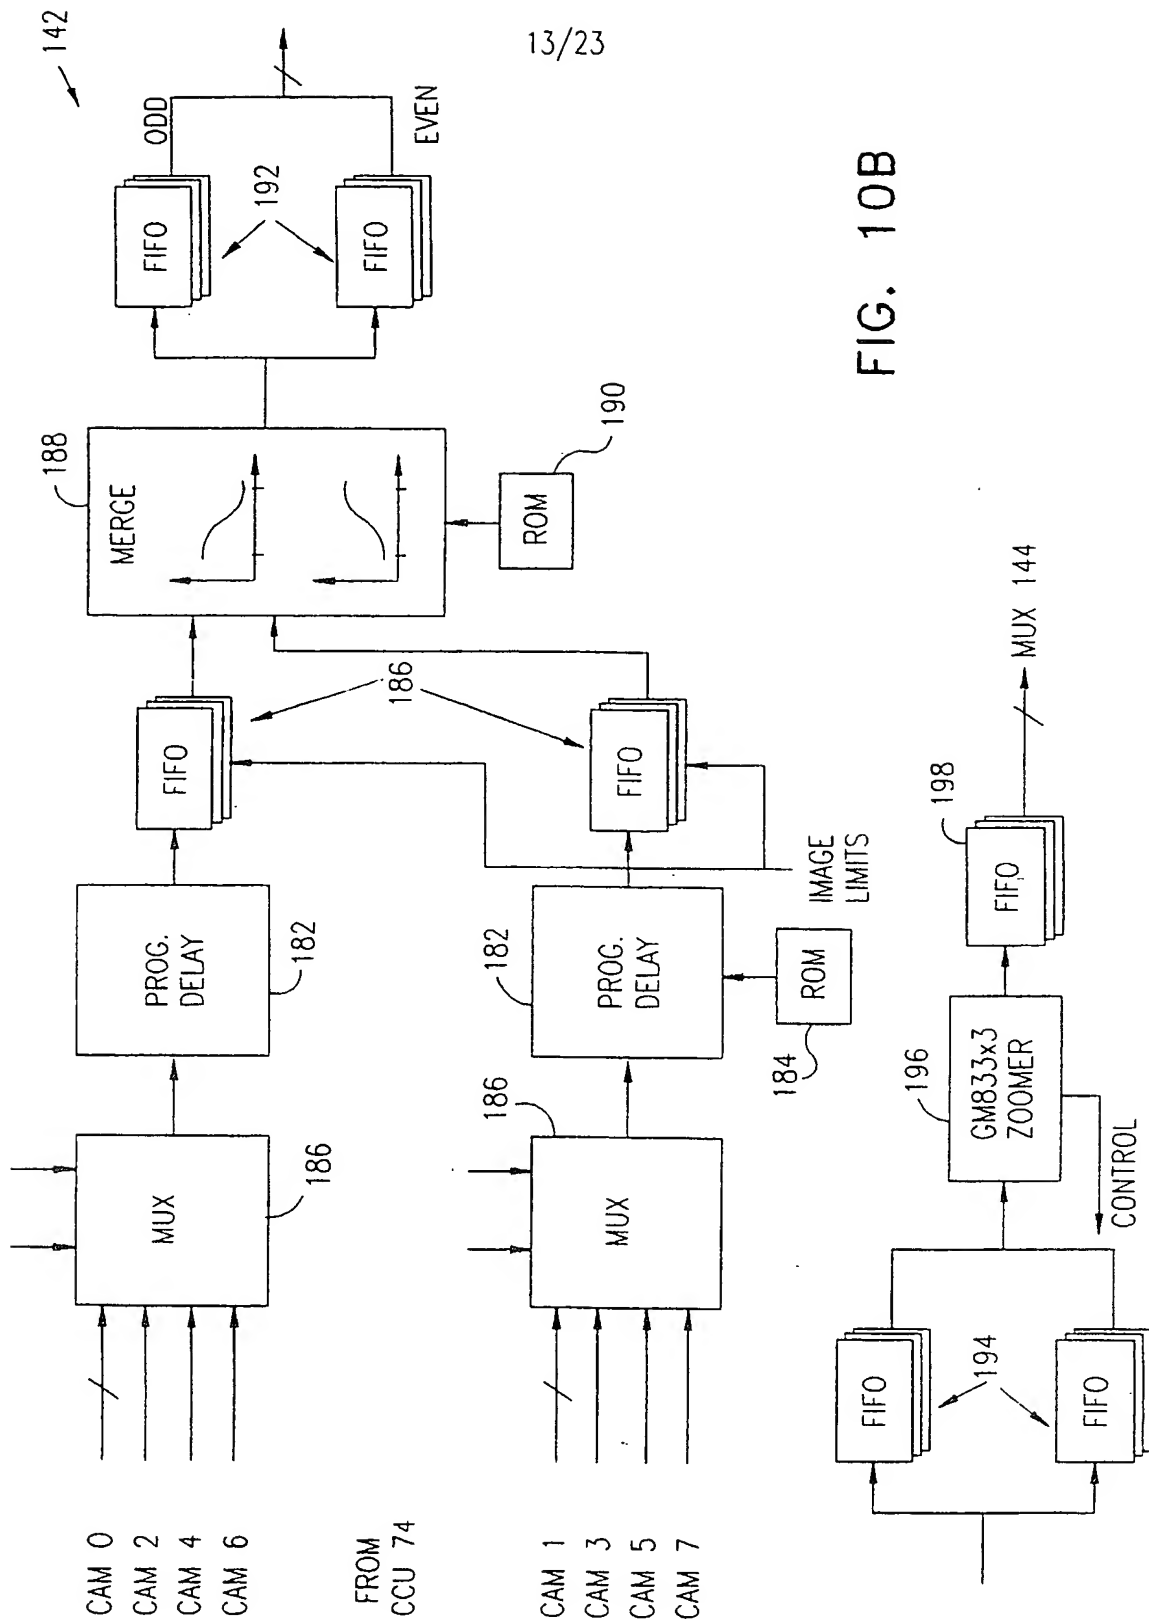 13/23
142
CAM 0
CAM 2
CAM 4
CAM 6
MUX
186
PROG.
DELAY
182
FIFO
186
MERGE
188
ROM
190
FIFO
ODD
192
FIFO
EVEN
FROM
CCU 74
CAM 1
CAM 3
CAM 5
CAM 7
MUX
186
PROG.
DELAY
182
ROM
184
FIFO
IMAGE
LIMITS
FIFO
194
FIFO
GM833x3
ZOOMER
196
CONTROL
FIFO
198
MUX 144
FIG. 10B